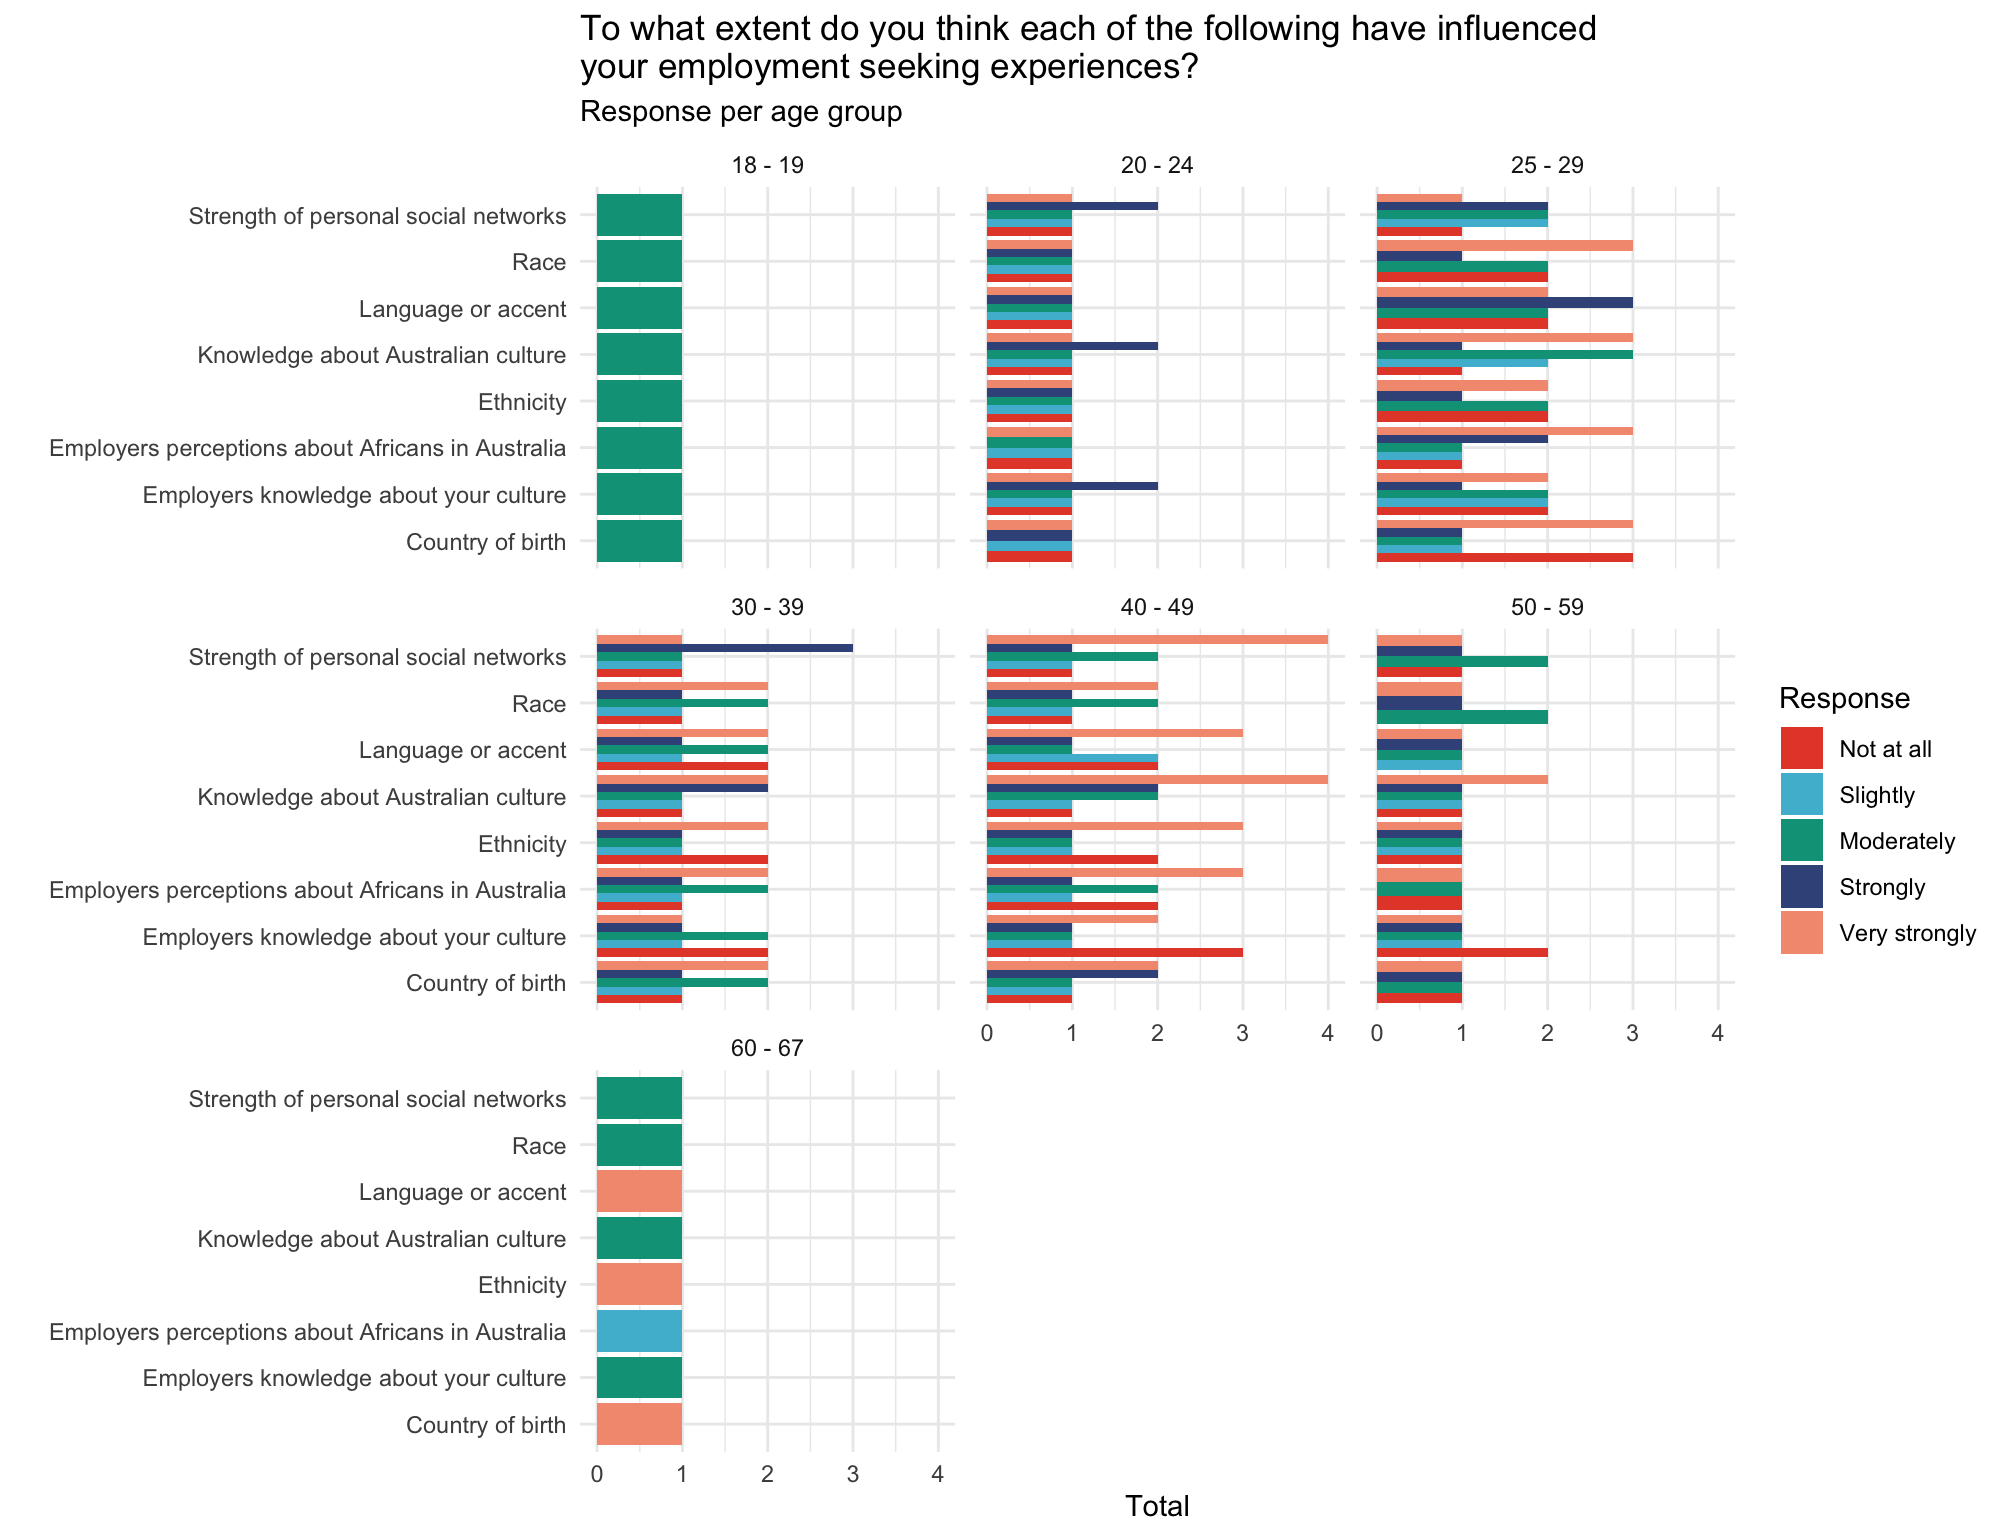 To what extent do you think each of the following have influenced
your employment seeking experiences?
Response per age group
18 - 19
20 - 24
25 - 29
Strength of personal social networks
Race
Language or accent
Knowledge about Australian culture
Ethnicity
Employers perceptions about Africans in Australia
Employers knowledge about your culture
Country of birth
30 - 39
40 - 49
50 - 59
Strength of personal social networks
Race
Language or accent
Knowledge about Australian culture
Ethnicity
Employers perceptions about Africans in Australia
Employers knowledge about your culture
Country of birth
0 1 2 3 4
0 1 2 3 4
60 - 67
Strength of personal social networks
Race
Language or accent
Knowledge about Australian culture
Ethnicity
Employers perceptions about Africans in Australia
Employers knowledge about your culture
Country of birth
0 1 2 3 4
Total
Response
Not at all
Slightly
Moderately
Strongly
Very strongly